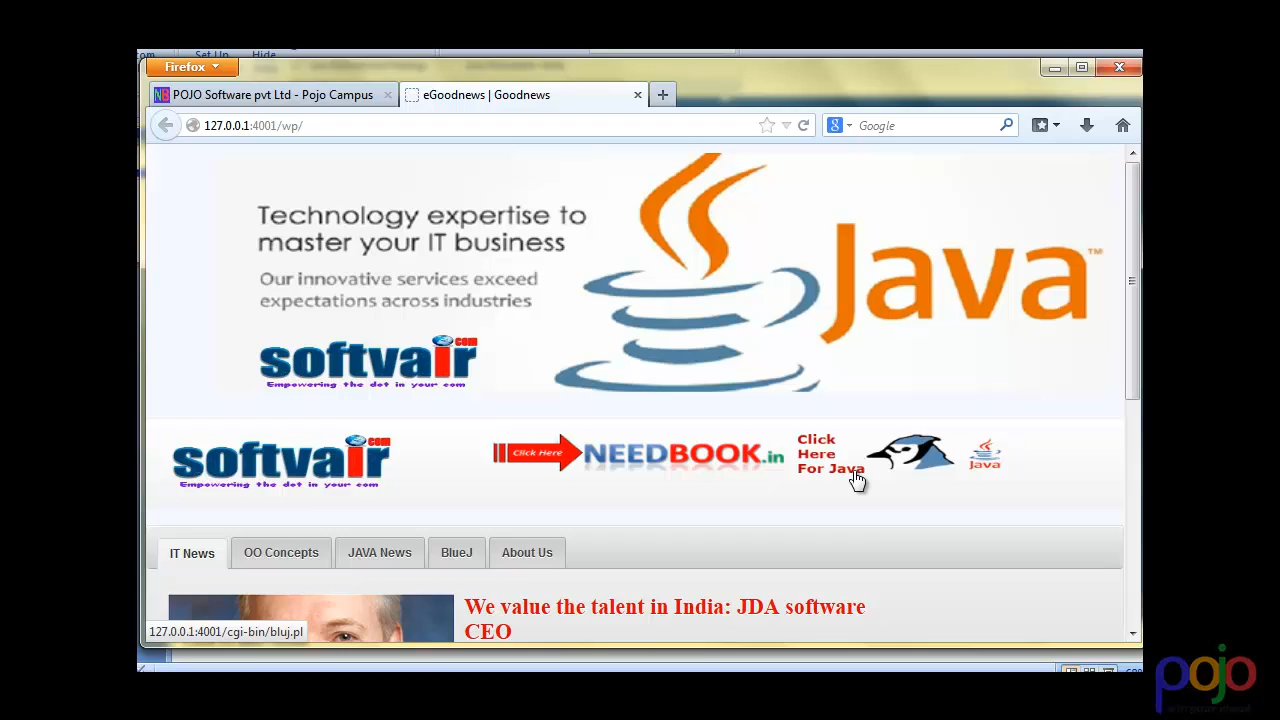 Set Up Hide
Firefox
POJO Software pvt Ltd - Pojo Campus
eGoodnews | Goodnews
127.0.0.1:4001/wp/
Google
Technology expertise to
master your IT business
Our innovative services exceed
expectations across industries
softvair.com
Empowering the dot in your com
Java™
softvair.com
Empowering the dot in your com
Click Here
NEEDBOOK.in
Click
Here
For Java
Java
IT News
OO Concepts
JAVA News
BlueJ
About Us
We value the talent in India: JDA software
CEO
127.0.0.1:4001/cgi-bin/bluj.pl
pojo